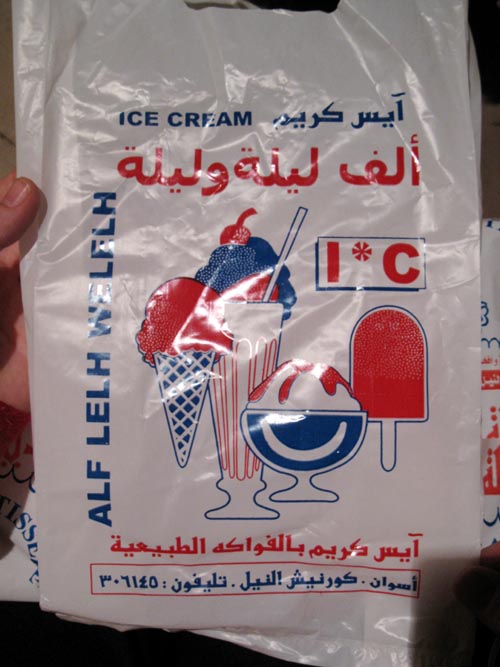 ICE CREAM آيس كريم
ألف ليلة وليلة
ALF LELH WELELH
I * C
آيس كريم بالفواكه الطبيعية
أسوان . كورنيش النيل . تليفون : ٣٠٦١٤٥